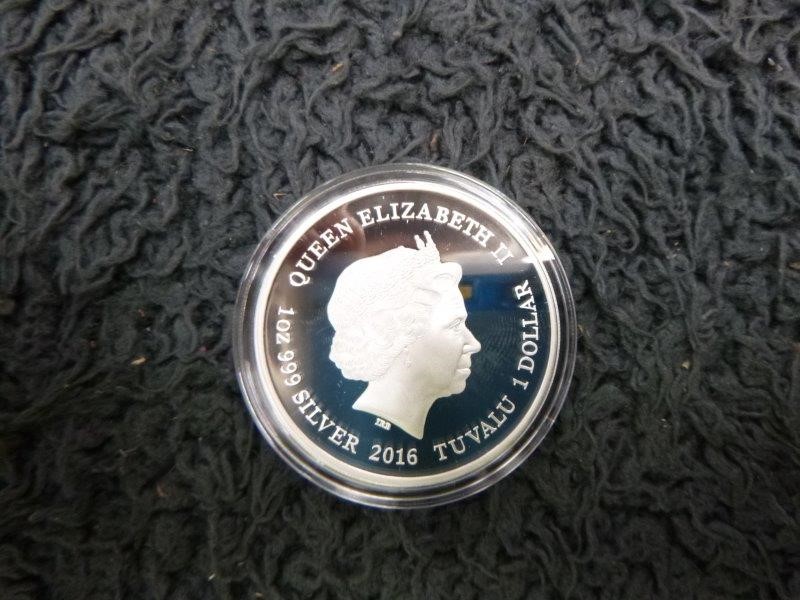 QUEEN ELIZABETH II
1oz 999 SILVER 2016 TUVALU 1 DOLLAR
IRB